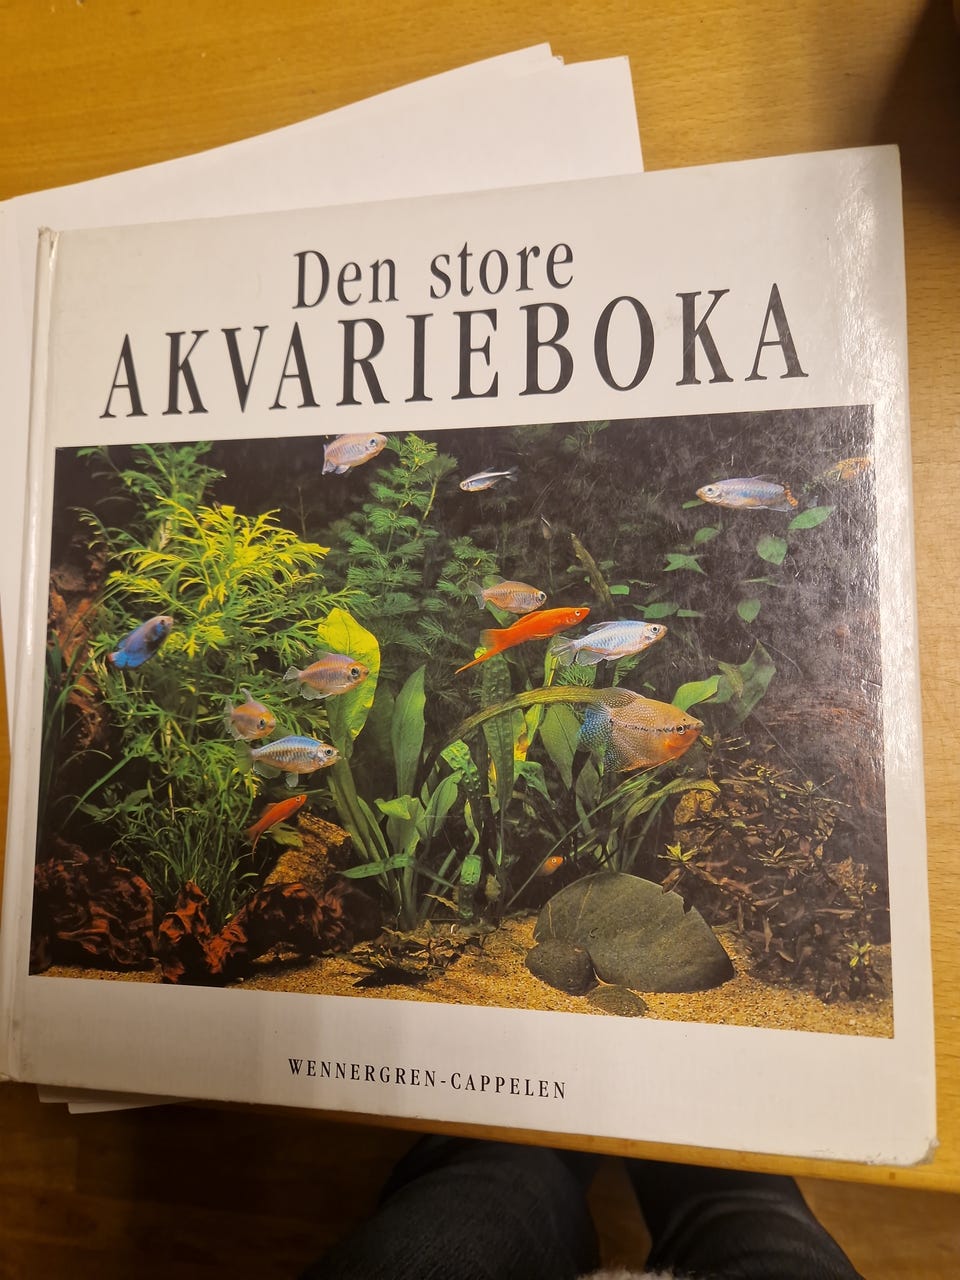 Den store
AKVARIEBOKA
WENNERGREN-CAPPELEN